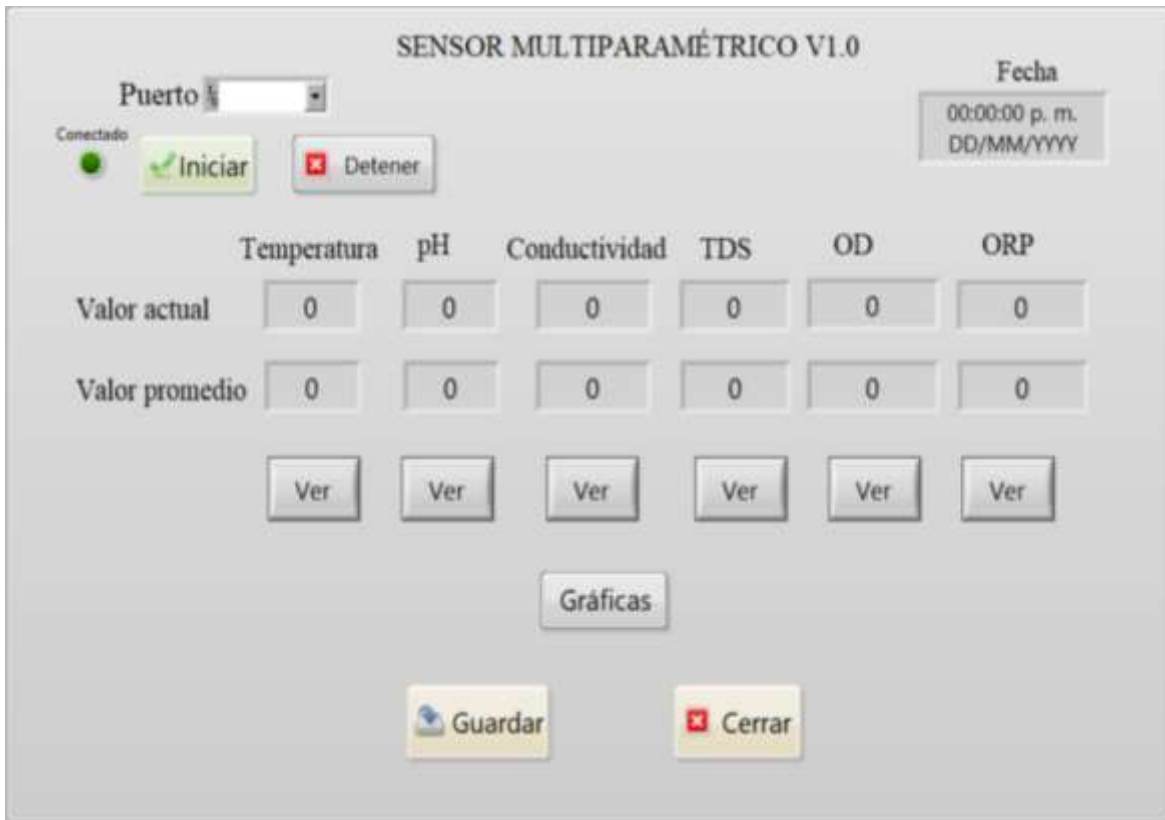 SENSOR MULTIPARAMÉTRICO V1.0
Fecha
Puerto
00:00:00 p. m.
DD/MM/YYYY
Conectado
Iniciar
Detener
Temperatura pH Conductividad TDS OD ORP
Valor actual 0 0 0 0 0 0
Valor promedio 0 0 0 0 0 0
Ver Ver Ver Ver Ver Ver
Gráficas
Guardar
Cerrar